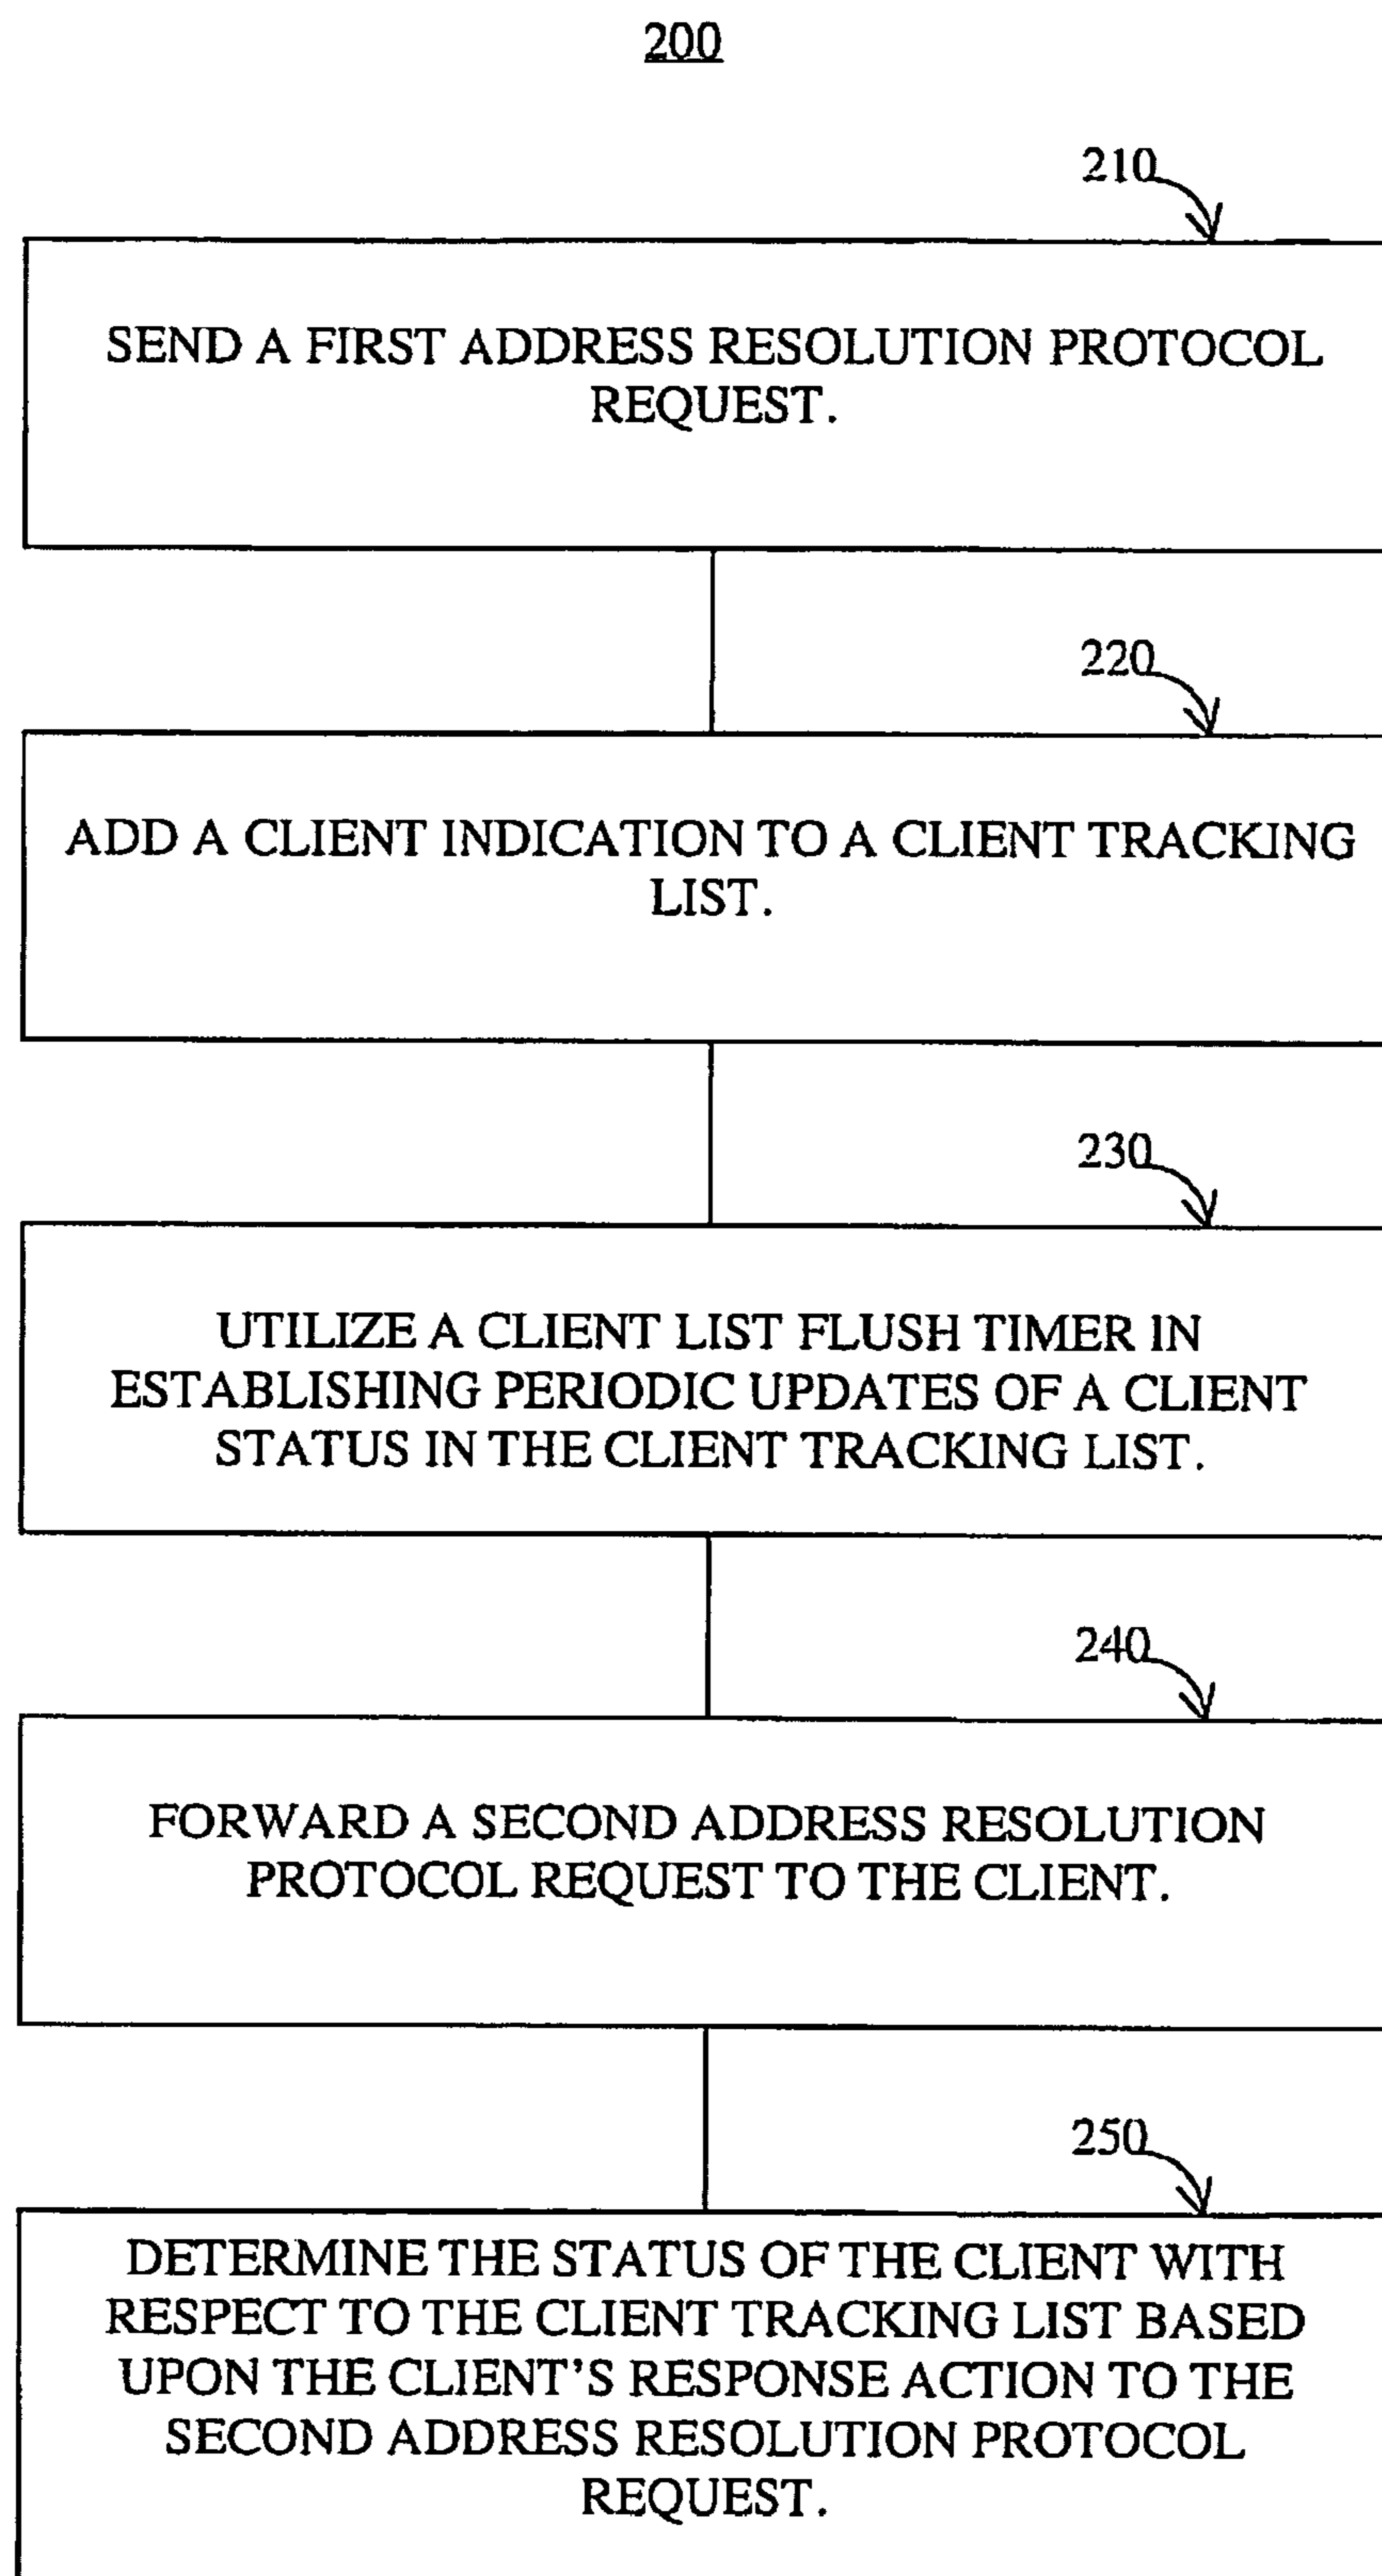 200
210
SEND A FIRST ADDRESS RESOLUTION PROTOCOL
REQUEST.
220
ADD A CLIENT INDICATION TO A CLIENT TRACKING
LIST.
230
UTILIZE A CLIENT LIST FLUSH TIMER IN
ESTABLISHING PERIODIC UPDATES OF A CLIENT
STATUS IN THE CLIENT TRACKING LIST.
240
FORWARD A SECOND ADDRESS RESOLUTION
PROTOCOL REQUEST TO THE CLIENT.
250
DETERMINE THE STATUS OF THE CLIENT WITH
RESPECT TO THE CLIENT TRACKING LIST BASED
UPON THE CLIENT'S RESPONSE ACTION TO THE
SECOND ADDRESS RESOLUTION PROTOCOL
REQUEST.